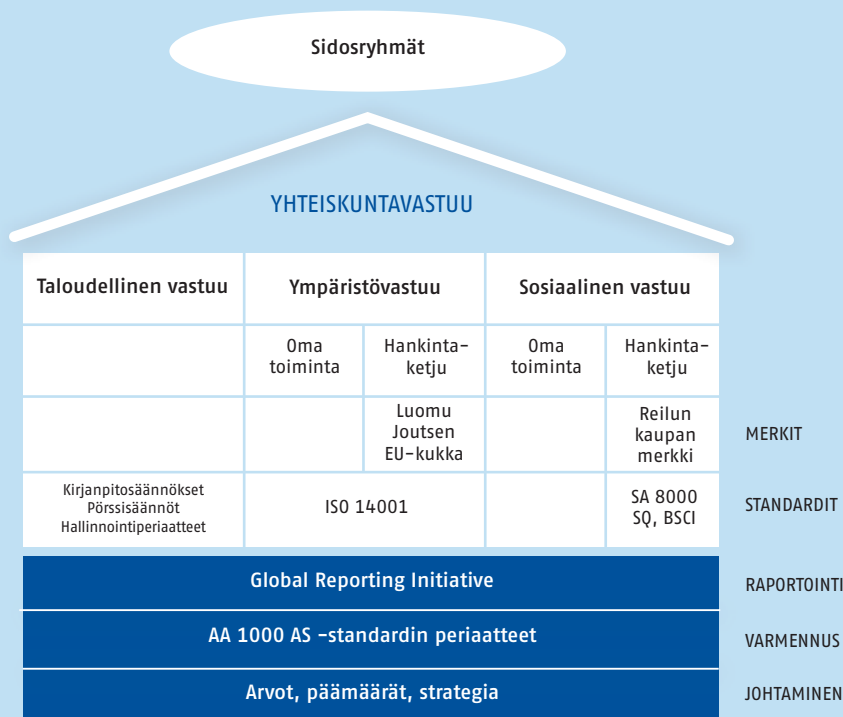 Sidosryhmät
YHTEISKUNTAVASTUU
Taloudellinen vastuu
Ympäristövastuu
Sosiaalinen vastuu
Oma
toiminta
Hankinta-
ketju
Oma
toiminta
Hankinta-
ketju
Luomu
Joutsen
EU-kukka
Reilun
kaupan
merkki
MERKIT
Kirjanpitosäännökset
Pörssisäännöt
Hallinnointiperiaatteet
ISO 14001
SA 8000
SQ, BSCI
STANDARDIT
Global Reporting Initiative
RAPORTOINTI
AA 1000 AS -standardin periaatteet
VARMENNUS
Arvot, päämäärät, strategia
JOHTAMINEN